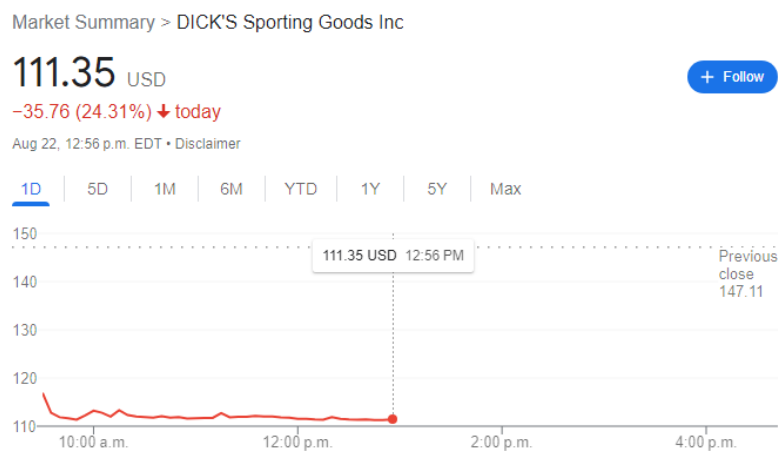 Market Summary > DICK'S Sporting Goods Inc
111.35 USD
+ Follow
−35.76 (24.31%) ↓ today
Aug 22, 12:56 p.m. EDT • Disclaimer
1D 5D 1M 6M YTD 1Y 5Y Max
150
111.35 USD 12:56 PM
Previous
close
147.11
140
130
120
110
10:00 a.m. 12:00 p.m. 2:00 p.m. 4:00 p.m.